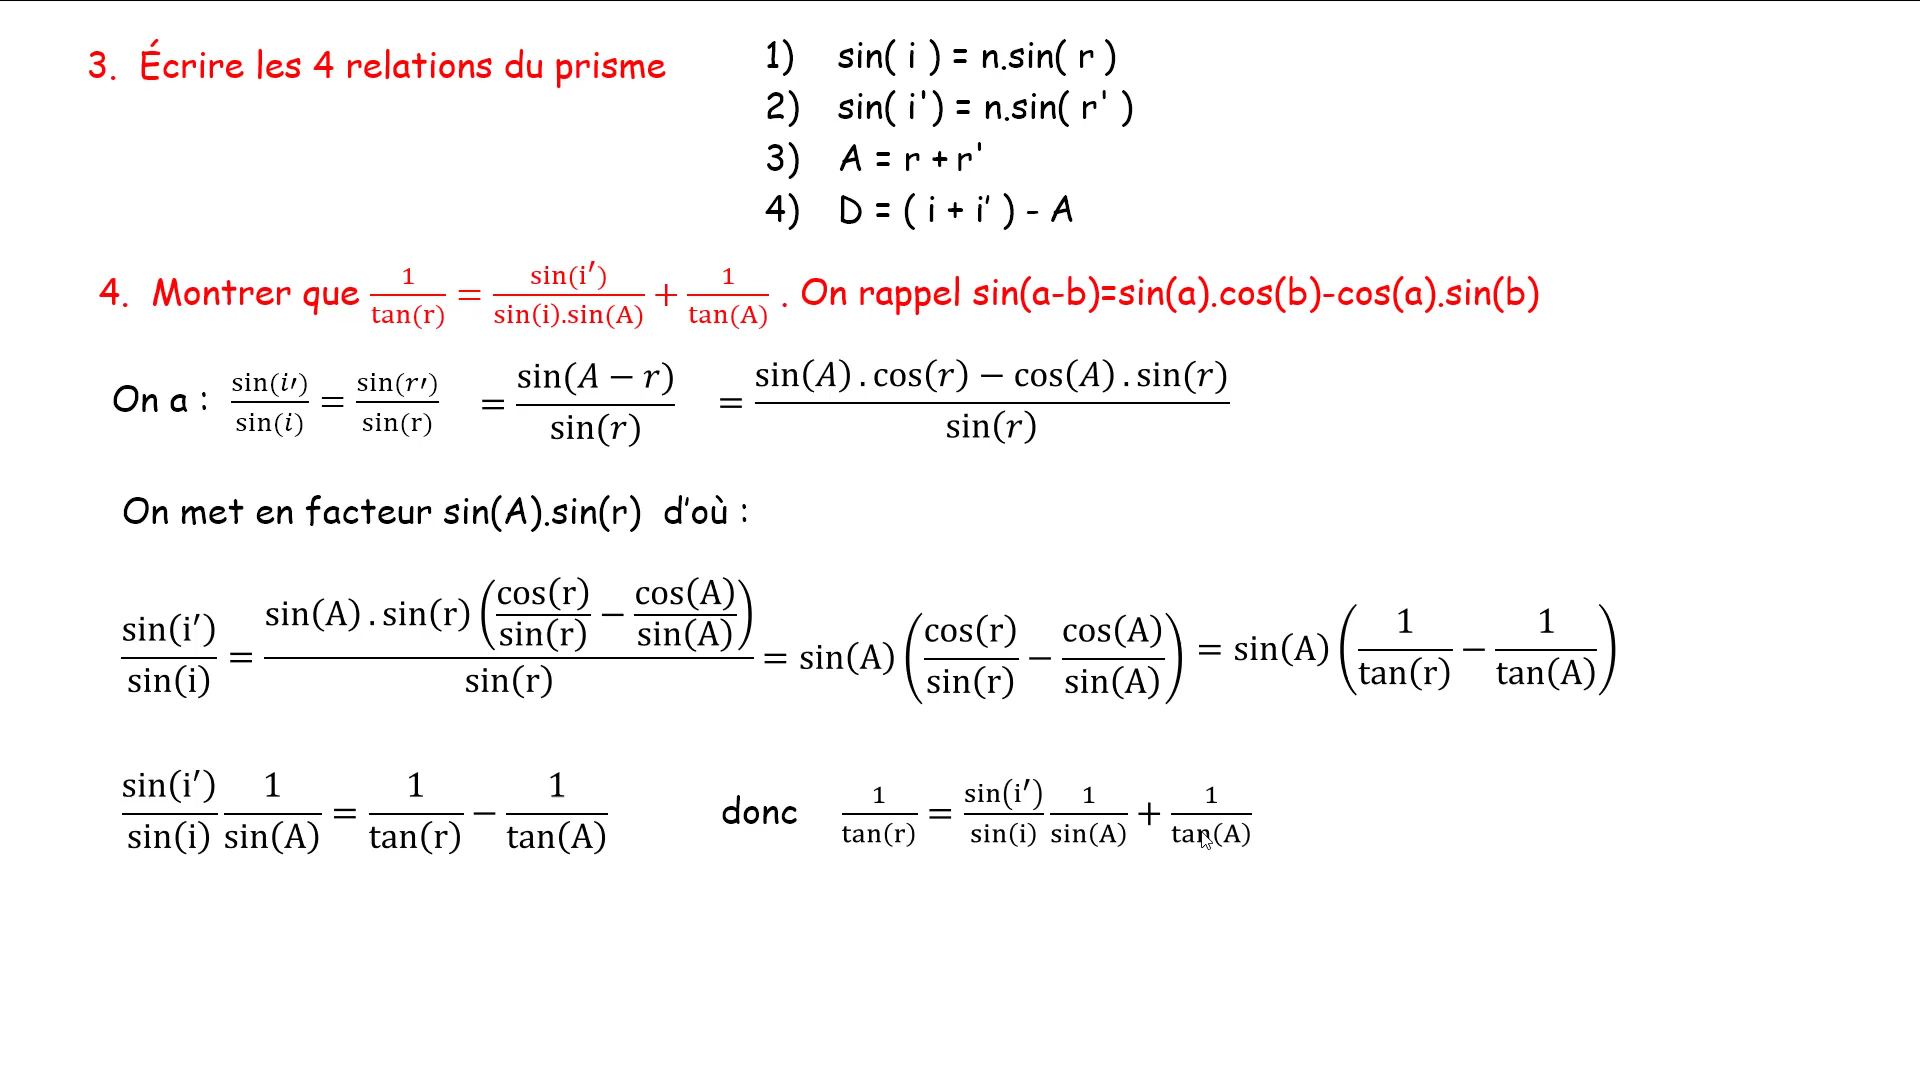 3. Écrire les 4 relations du prisme
1) sin( i ) = n.sin( r )
2) sin( i') = n.sin( r' )
3) A = r + r'
4) D = ( i + i’ ) - A
4. Montrer que 1/tan(r) = sin(i′)/sin(i).sin(A) + 1/tan(A) . On rappel sin(a-b)=sin(a).cos(b)-cos(a).sin(b)
On a : sin(i′)/sin(i) = sin(r′)/sin(r) = sin(A − r)/sin(r) = sin(A) . cos(r) − cos(A) . sin(r)/sin(r)
On met en facteur sin(A).sin(r) d’où :
sin(i′)/sin(i) = sin(A) . sin(r) (cos(r)/sin(r) − cos(A)/sin(A))/sin(r) = sin(A) (cos(r)/sin(r) − cos(A)/sin(A)) = sin(A) (1/tan(r) − 1/tan(A))
sin(i′)/sin(i) 1/sin(A) = 1/tan(r) − 1/tan(A) donc 1/tan(r) = sin(i′)/sin(i) 1/sin(A) + 1/tan(A)